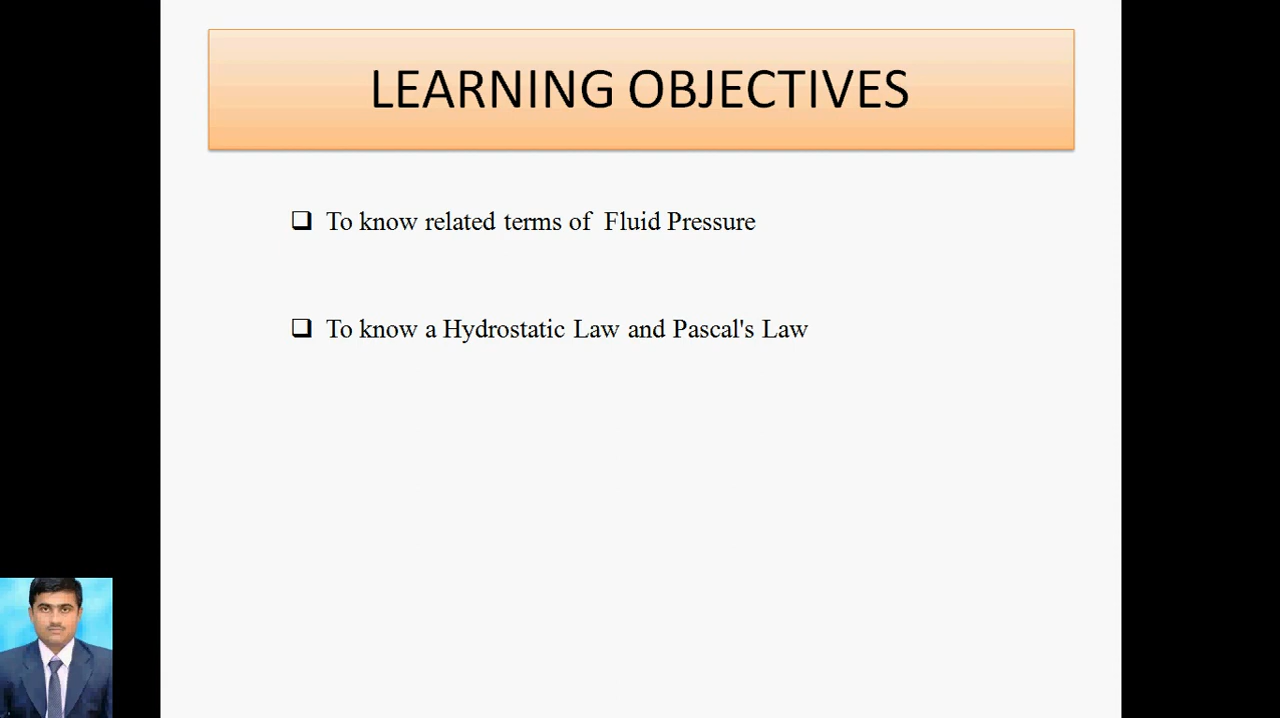 LEARNING OBJECTIVES
To know related terms of Fluid Pressure
To know a Hydrostatic Law and Pascal's Law